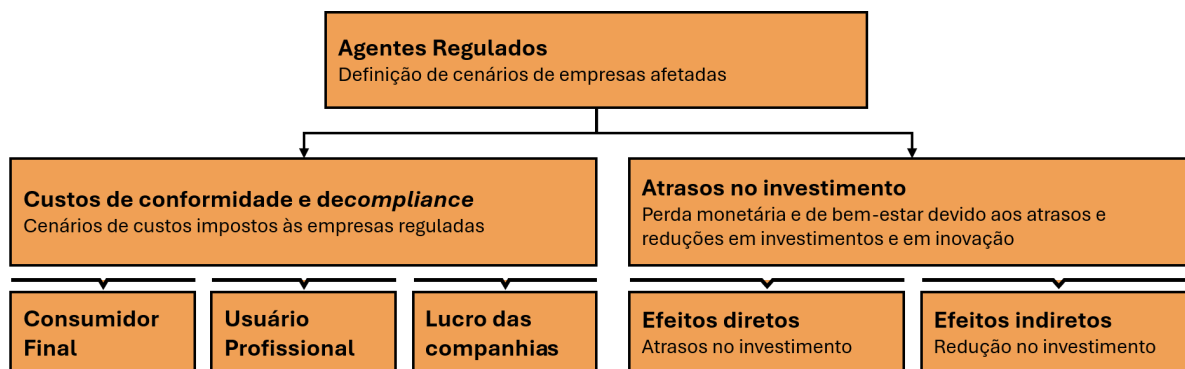 Agentes Regulados
Definição de cenários de empresas afetadas
Custos de conformidade e decompliance
Cenários de custos impostos às empresas reguladas
Atrasos no investimento
Perda monetária e de bem-estar devido aos atrasos e
reduções em investimentos e em inovação
Consumidor
Final
Usuário
Profissional
Lucro das
companhias
Efeitos diretos
Atrasos no investimento
Efeitos indiretos
Redução no investimento